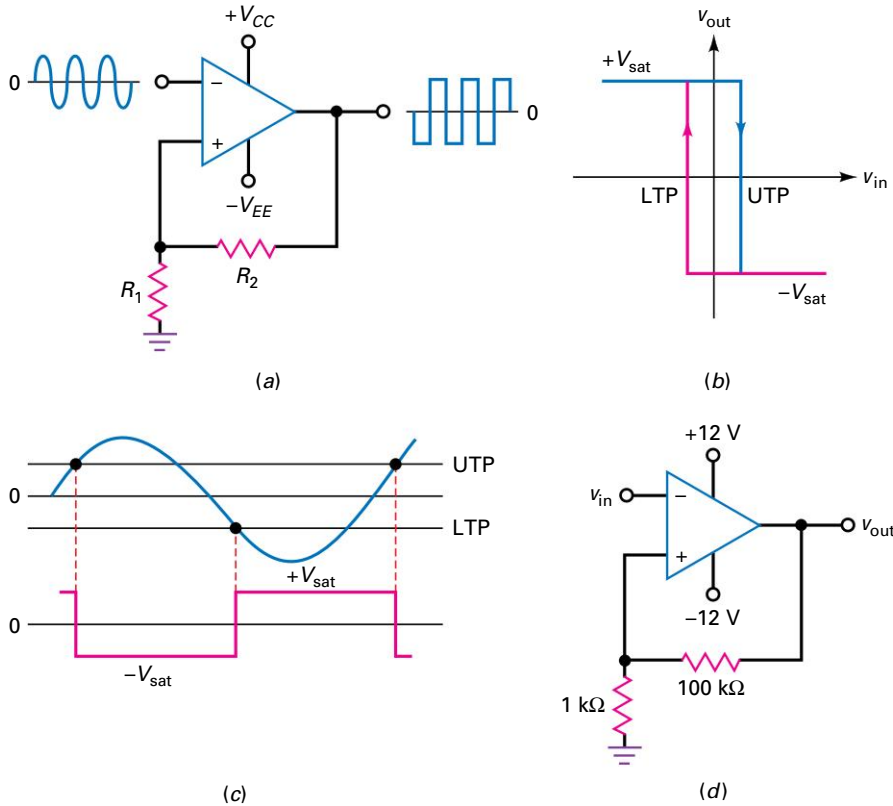 +V_CC
0
−
+
0
−V_EE
R_2
R_1
(a)
v_out
+V_sat
LTP
UTP
v_in
−V_sat
(b)
UTP
0
LTP
+V_sat
0
−V_sat
(c)
+12 V
v_in
−
v_out
+
−12 V
100 kΩ
1 kΩ
(d)